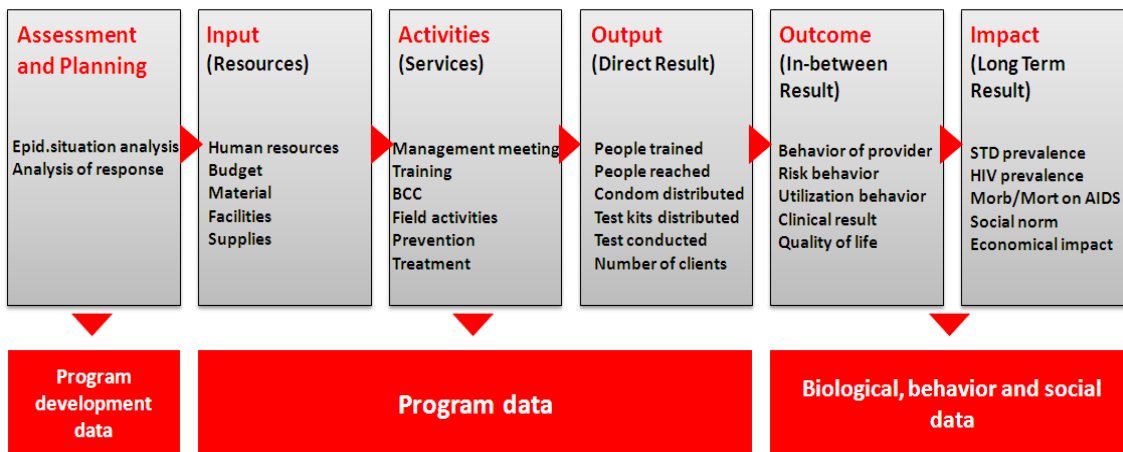 Assessment
and Planning
Epid.situation analysis
Analysis of response
Input
(Resources)
Human resources
Budget
Material
Facilities
Supplies
Activities
(Services)
Management meeting
Training
BCC
Field activities
Prevention
Treatment
Output
(Direct Result)
People trained
People reached
Condom distributed
Test kits distributed
Test conducted
Number of clients
Outcome
(In-between
Result)
Behavior of provider
Risk behavior
Utilization behavior
Clinical result
Quality of life
Impact
(Long Term
Result)
STD prevalence
HIV prevalence
Morb/Mort on AIDS
Social norm
Economical impact
Program
development
data
Program data
Biological, behavior and social
data